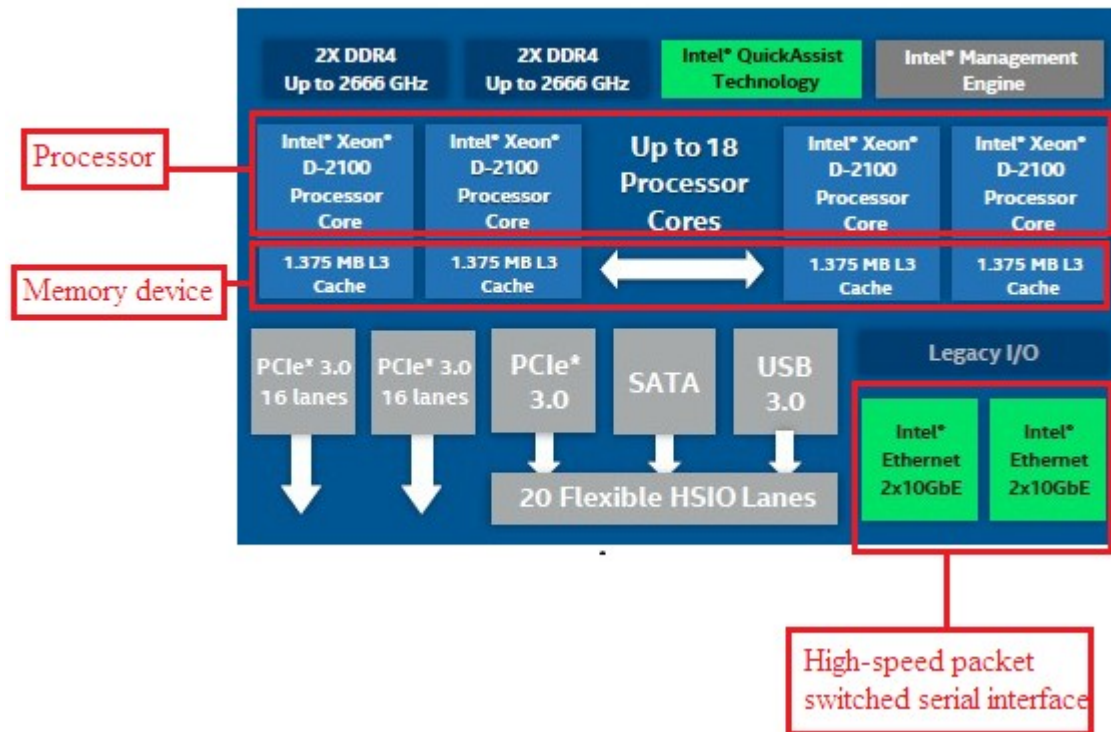 2X DDR4
Up to 2666 GHz
2X DDR4
Up to 2666 GHz
Intel® QuickAssist
Technology
Intel® Management
Engine
Processor
Intel® Xeon®
D-2100
Processor
Core
Intel® Xeon®
D-2100
Processor
Core
Up to 18
Processor
Cores
Intel® Xeon®
D-2100
Processor
Core
Intel® Xeon®
D-2100
Processor
Core
Memory device
1.375 MB L3
Cache
1.375 MB L3
Cache
1.375 MB L3
Cache
1.375 MB L3
Cache
PCIe* 3.0
16 lanes
PCIe* 3.0
16 lanes
PCIe*
3.0
SATA
USB
3.0
Legacy I/O
20 Flexible HSIO Lanes
Intel®
Ethernet
2x10GbE
Intel®
Ethernet
2x10GbE
High-speed packet
switched serial interface